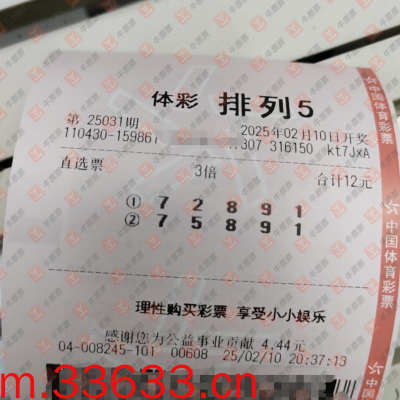 体彩 排列5
第 25031期 2025年02月10日开奖
110430-15986 307 316150 kt7JxA
直选票 3倍 合计12元
① 7 2 8 9 1
② 7 5 8 9 1
理性购买彩票 享受小小娱乐
感谢您为公益事业贡献 4.44元
04-008245-101 00608 25/02/10 20:37:13
中国体育彩票
中国体育彩票
m.33633.cn